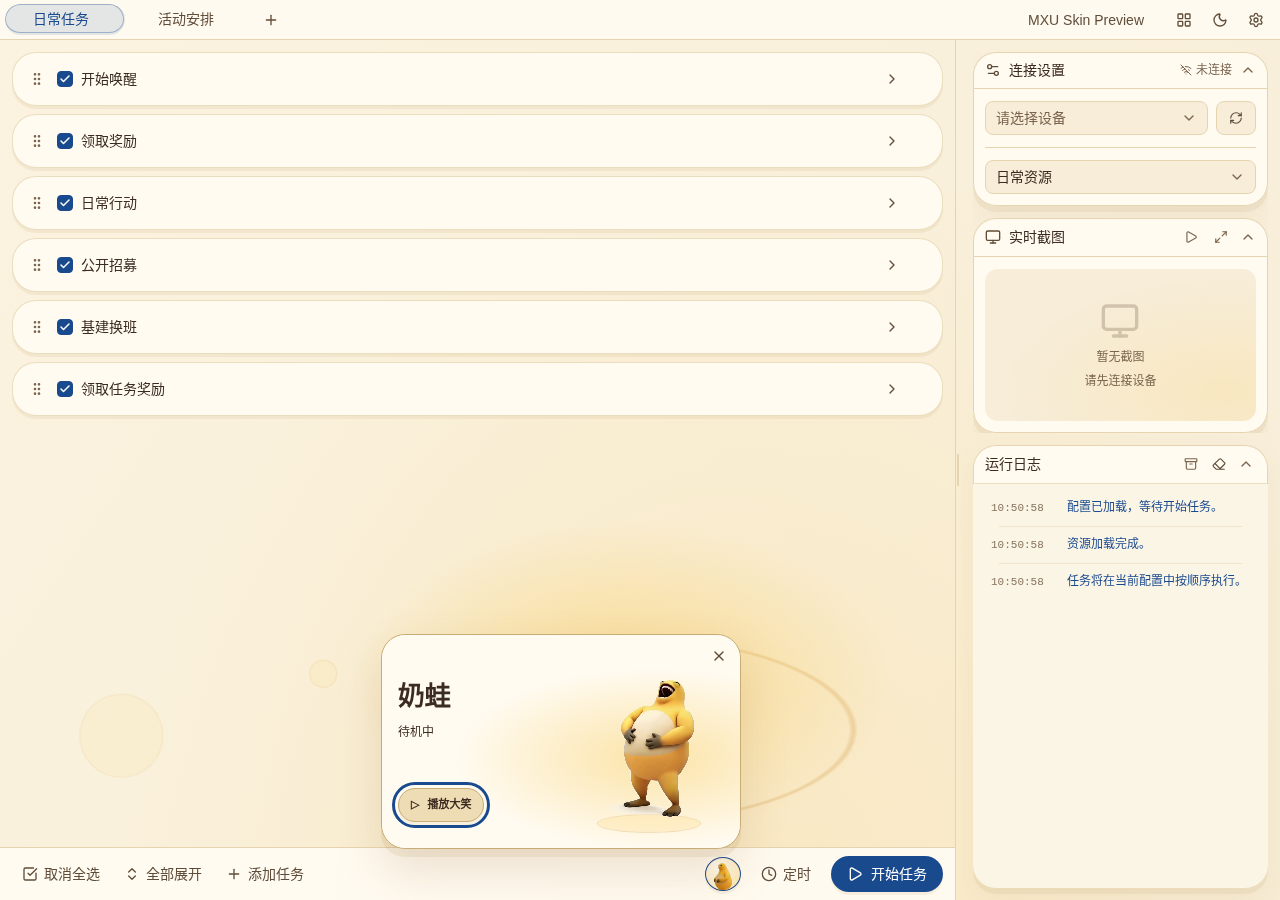 日常任务
活动安排
MXU Skin Preview
开始唤醒
领取奖励
日常行动
公开招募
基建换班
领取任务奖励
连接设置
未连接
请选择设备
日常资源
实时截图
暂无截图
请先连接设备
运行日志
10:50:58 配置已加载，等待开始任务。
10:50:58 资源加载完成。
10:50:58 任务将在当前配置中按顺序执行。
奶蛙
待机中
播放大笑
取消全选
全部展开
添加任务
定时
开始任务